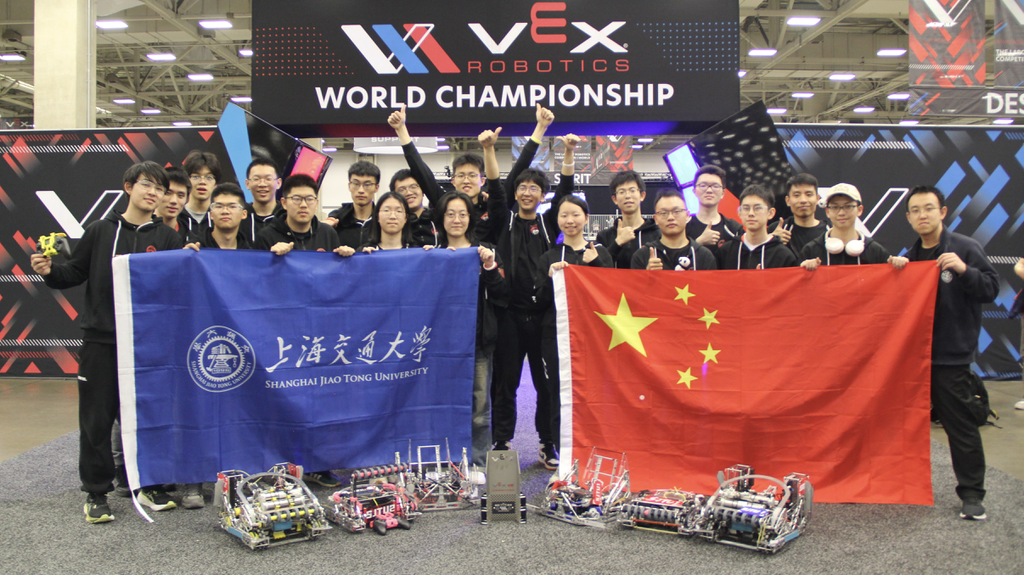 VEX
ROBOTICS
WORLD CHAMPIONSHIP
DES
上海交通大学
SHANGHAI JIAO TONG UNIVERSITY